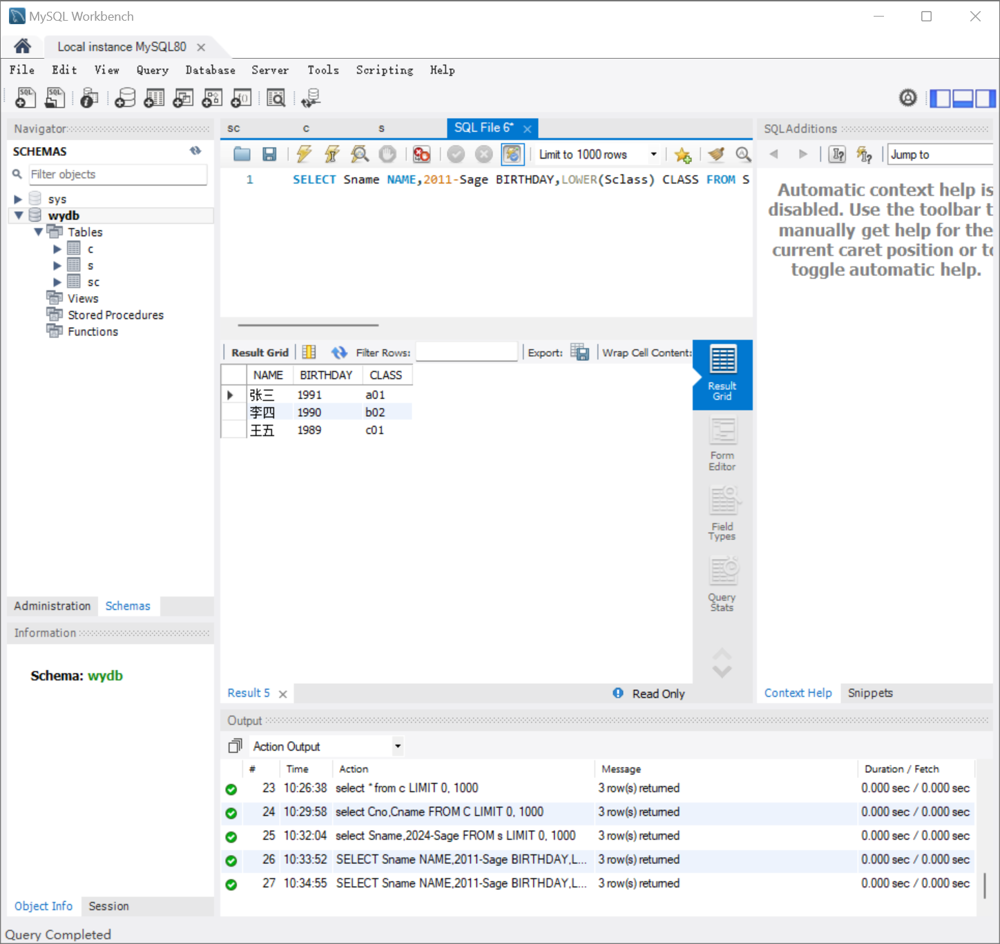 MySQL Workbench
Local instance MySQL80
File Edit View Query Database Server Tools Scripting Help
Navigator
SCHEMAS
Filter objects
sys
wydb
Tables
c
s
sc
Views
Stored Procedures
Functions
Administration Schemas
Information
Schema: wydb
Object Info Session
sc c s SQL File 6*
Limit to 1000 rows
1 SELECT Sname NAME,2011-Sage BIRTHDAY,LOWER(Sclass) CLASS FROM S
Result Grid Filter Rows: Export: Wrap Cell Content:
NAME BIRTHDAY CLASS
张三 1991 a01
李四 1990 b02
王五 1989 c01
Result
Grid
Form
Editor
Field
Types
Query
Stats
Result 5 Read Only
SQLAdditions
Jump to
Automatic context help is
disabled. Use the toolbar t
manually get help for the
current caret position or to
toggle automatic help.
Context Help Snippets
Output
Action Output
# Time Action Message Duration / Fetch
23 10:26:38 select * from c LIMIT 0, 1000 3 row(s) returned 0.000 sec / 0.000 sec
24 10:29:58 select Cno,Cname FROM C LIMIT 0, 1000 3 row(s) returned 0.000 sec / 0.000 sec
25 10:32:04 select Sname,2024-Sage FROM s LIMIT 0, 1000 3 row(s) returned 0.000 sec / 0.000 sec
26 10:33:52 SELECT Sname NAME,2011-Sage BIRTHDAY,L... 3 row(s) returned 0.000 sec / 0.000 sec
27 10:34:55 SELECT Sname NAME,2011-Sage BIRTHDAY,L... 3 row(s) returned 0.000 sec / 0.000 sec
Query Completed